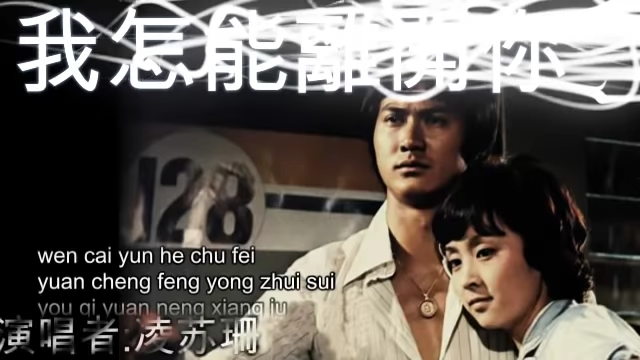 我怎能離開你
128
wen cai yun he chu fei
yuan cheng feng yong zhui sui
you qi yuan neng xiang ju
演唱者:凌苏珊